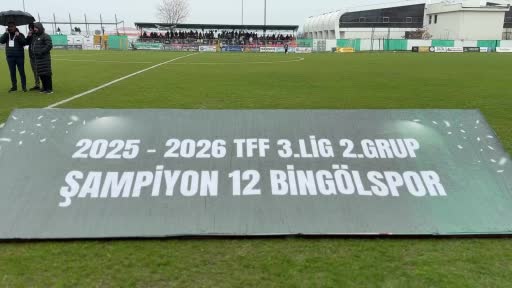 2025 - 2026 TFF 3.LİG 2.GRUP
ŞAMPİYON 12 BİNGÖLSPOR